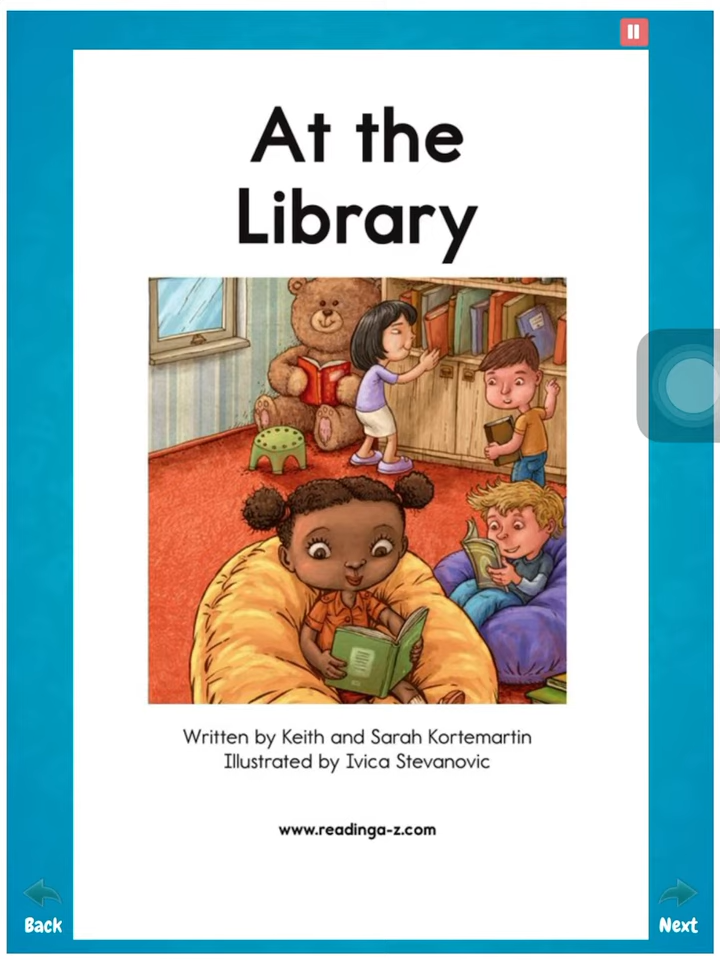 At the
Library
Written by Keith and Sarah Kortemartin
Illustrated by Ivica Stevanovic
www.readinga-z.com
Back
Next